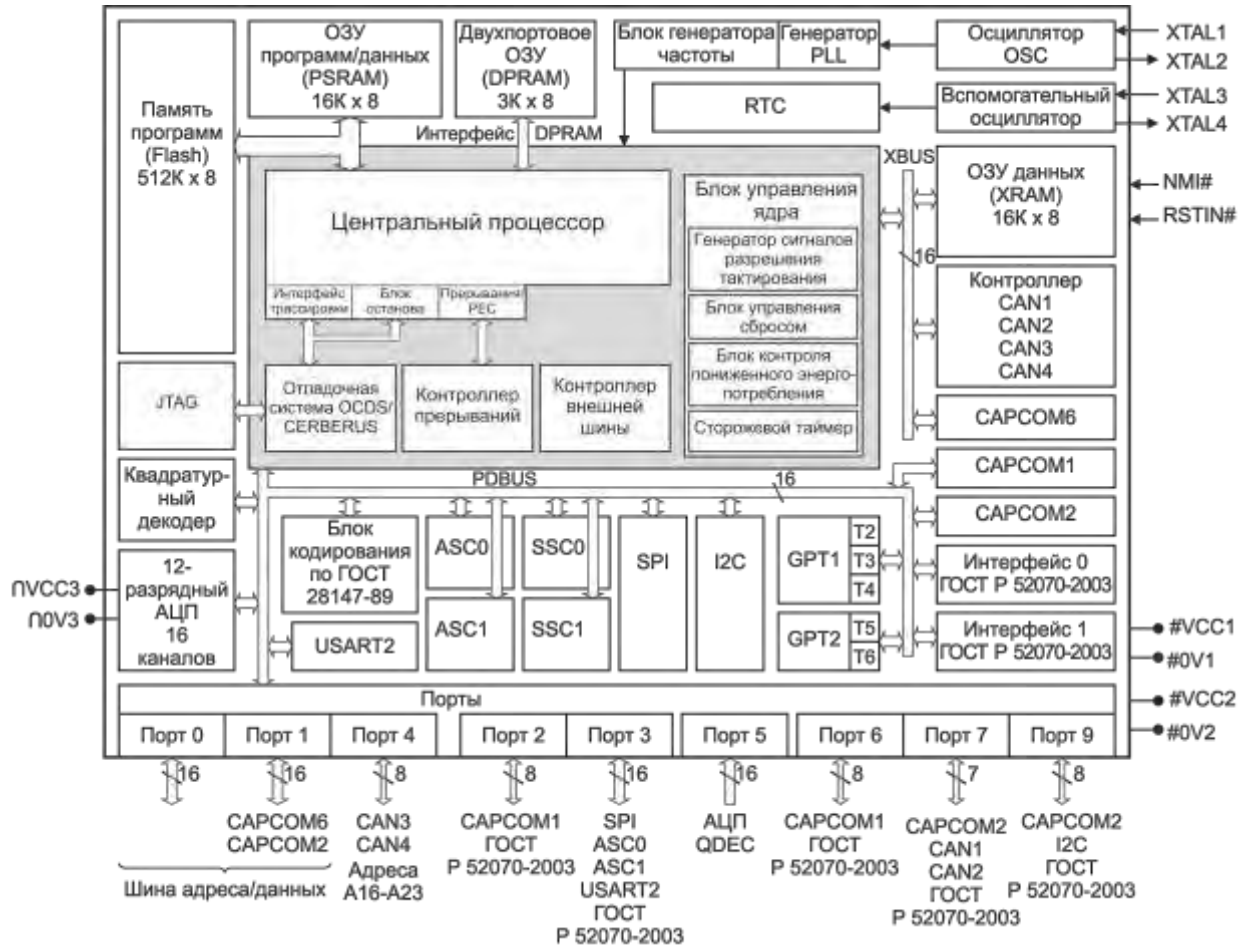 Память
программ
(Flash)
512K x 8
ОЗУ
программ/данных
(PSRAM)
16K x 8
Двухпортовое
ОЗУ
(DPRAM)
3K x 8
Блок генератора
частоты
Генератор
PLL
Осциллятор
OSC
XTAL1
XTAL2
RTC
Вспомогательный
осциллятор
XTAL3
XTAL4
Интерфейс DPRAM
XBUS
ОЗУ данных
(XRAM)
16K x 8
NMI#
RSTIN#
16
Центральный процессор
Интерфейс
трассировки
Блок
останова
Прерывания/
PEC
Блок управления
ядра
Генератор сигналов
разрешения
тактирования
Блок управления
сбросом
Блок контроля
пониженного энерго-
потребления
Сторожевой таймер
Контроллер
CAN1
CAN2
CAN3
CAN4
JTAG
Отладочная
система OCDS/
CERBERUS
Контроллер
прерываний
Контроллер
внешней
шины
CAPCOM6
PDBUS
16
CAPCOM1
Квадратур-
ный
декодер
CAPCOM2
Блок
кодирования
по ГОСТ
28147-89
ASC0
SSC0
SPI
I2C
GPT1
T2
T3
T4
Интерфейс 0
ГОСТ Р 52070-2003
12-
разрядный
АЦП
16
каналов
ПVCC3
П0V3
USART2
ASC1
SSC1
GPT2
T5
T6
Интерфейс 1
ГОСТ Р 52070-2003
#VCC1
#0V1
#VCC2
#0V2
Порты
Порт 0
Порт 1
Порт 4
Порт 2
Порт 3
Порт 5
Порт 6
Порт 7
Порт 9
16
16
8
8
16
16
8
7
8
CAPCOM6
CAPCOM2
Шина адреса/данных
CAN3
CAN4
Адреса
A16-A23
CAPCOM1
ГОСТ
Р 52070-2003
SPI
ASC0
ASC1
USART2
ГОСТ
Р 52070-2003
АЦП
QDEC
CAPCOM1
ГОСТ
Р 52070-2003
CAPCOM2
CAN1
CAN2
ГОСТ
Р 52070-2003
CAPCOM2
I2C
ГОСТ
Р 52070-2003